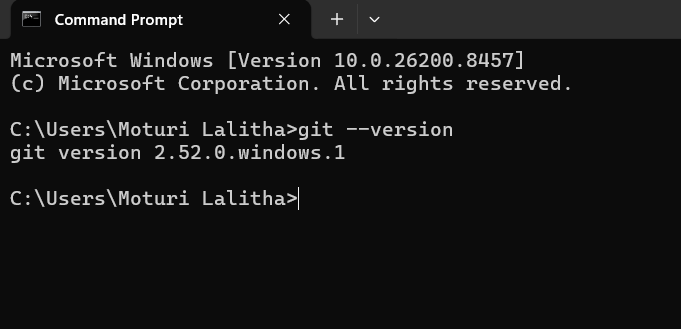 Command Prompt
Microsoft Windows [Version 10.0.26200.8457]
(c) Microsoft Corporation. All rights reserved.
C:\Users\Moturi Lalitha>git --version
git version 2.52.0.windows.1
C:\Users\Moturi Lalitha>